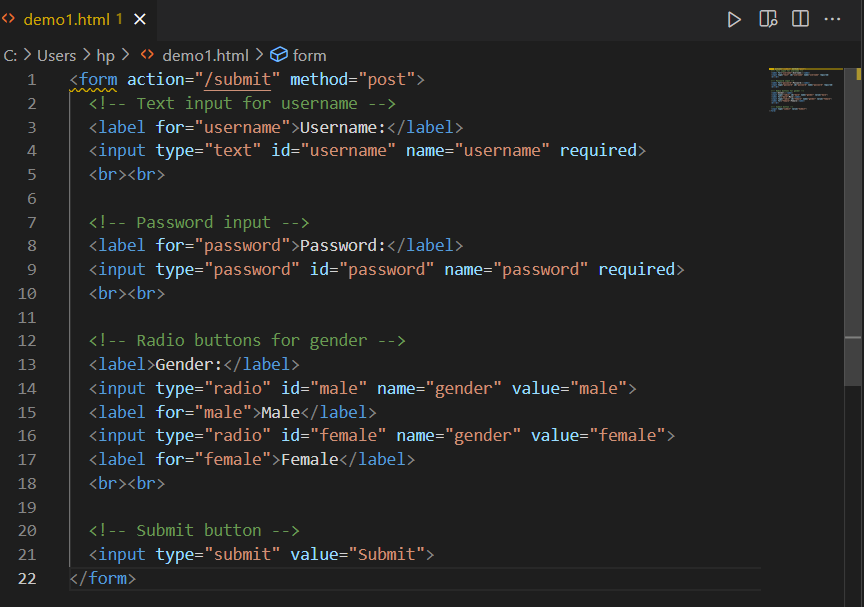 demo1.html 1
C: > Users > hp > demo1.html > form
1 <form action="/submit" method="post">
2 <!-- Text input for username -->
3 <label for="username">Username:</label>
4 <input type="text" id="username" name="username" required>
5 <br><br>
6
7 <!-- Password input -->
8 <label for="password">Password:</label>
9 <input type="password" id="password" name="password" required>
10 <br><br>
11
12 <!-- Radio buttons for gender -->
13 <label>Gender:</label>
14 <input type="radio" id="male" name="gender" value="male">
15 <label for="male">Male</label>
16 <input type="radio" id="female" name="gender" value="female">
17 <label for="female">Female</label>
18 <br><br>
19
20 <!-- Submit button -->
21 <input type="submit" value="Submit">
22 </form>